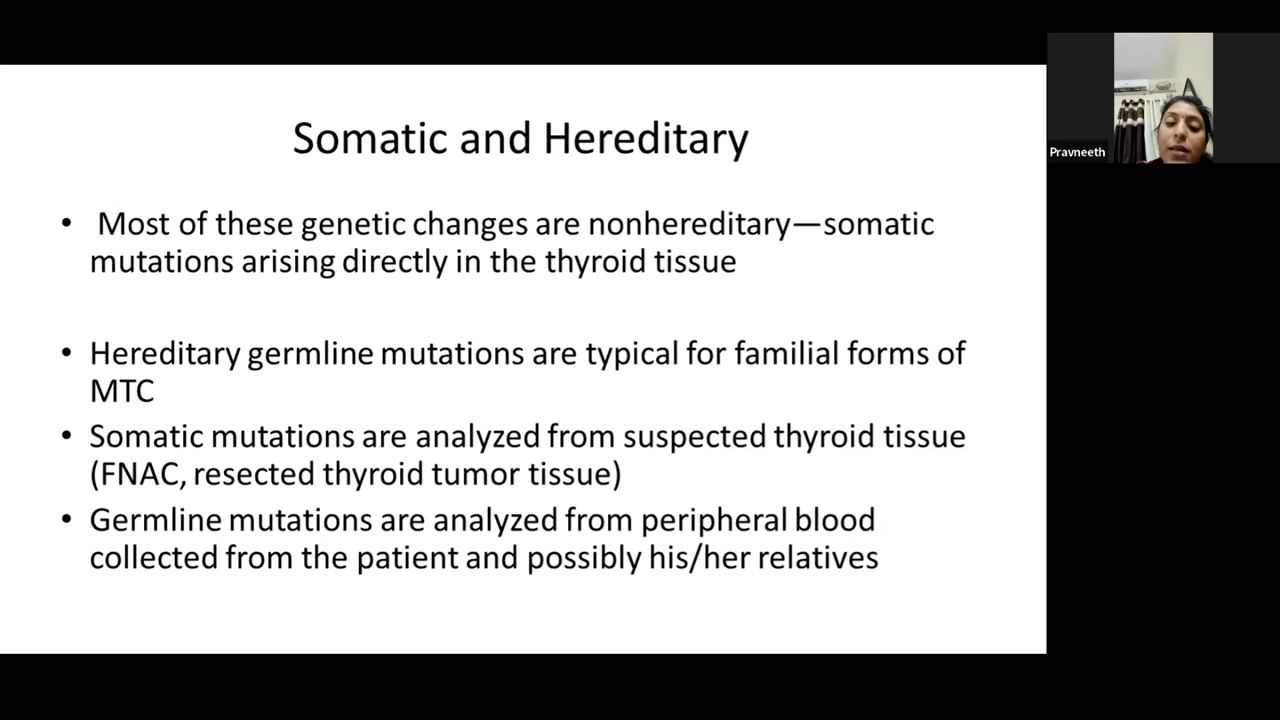 Somatic and Hereditary
• Most of these genetic changes are nonhereditary—somatic
mutations arising directly in the thyroid tissue
• Hereditary germline mutations are typical for familial forms of
MTC
• Somatic mutations are analyzed from suspected thyroid tissue
(FNAC, resected thyroid tumor tissue)
• Germline mutations are analyzed from peripheral blood
collected from the patient and possibly his/her relatives
Pravneeth